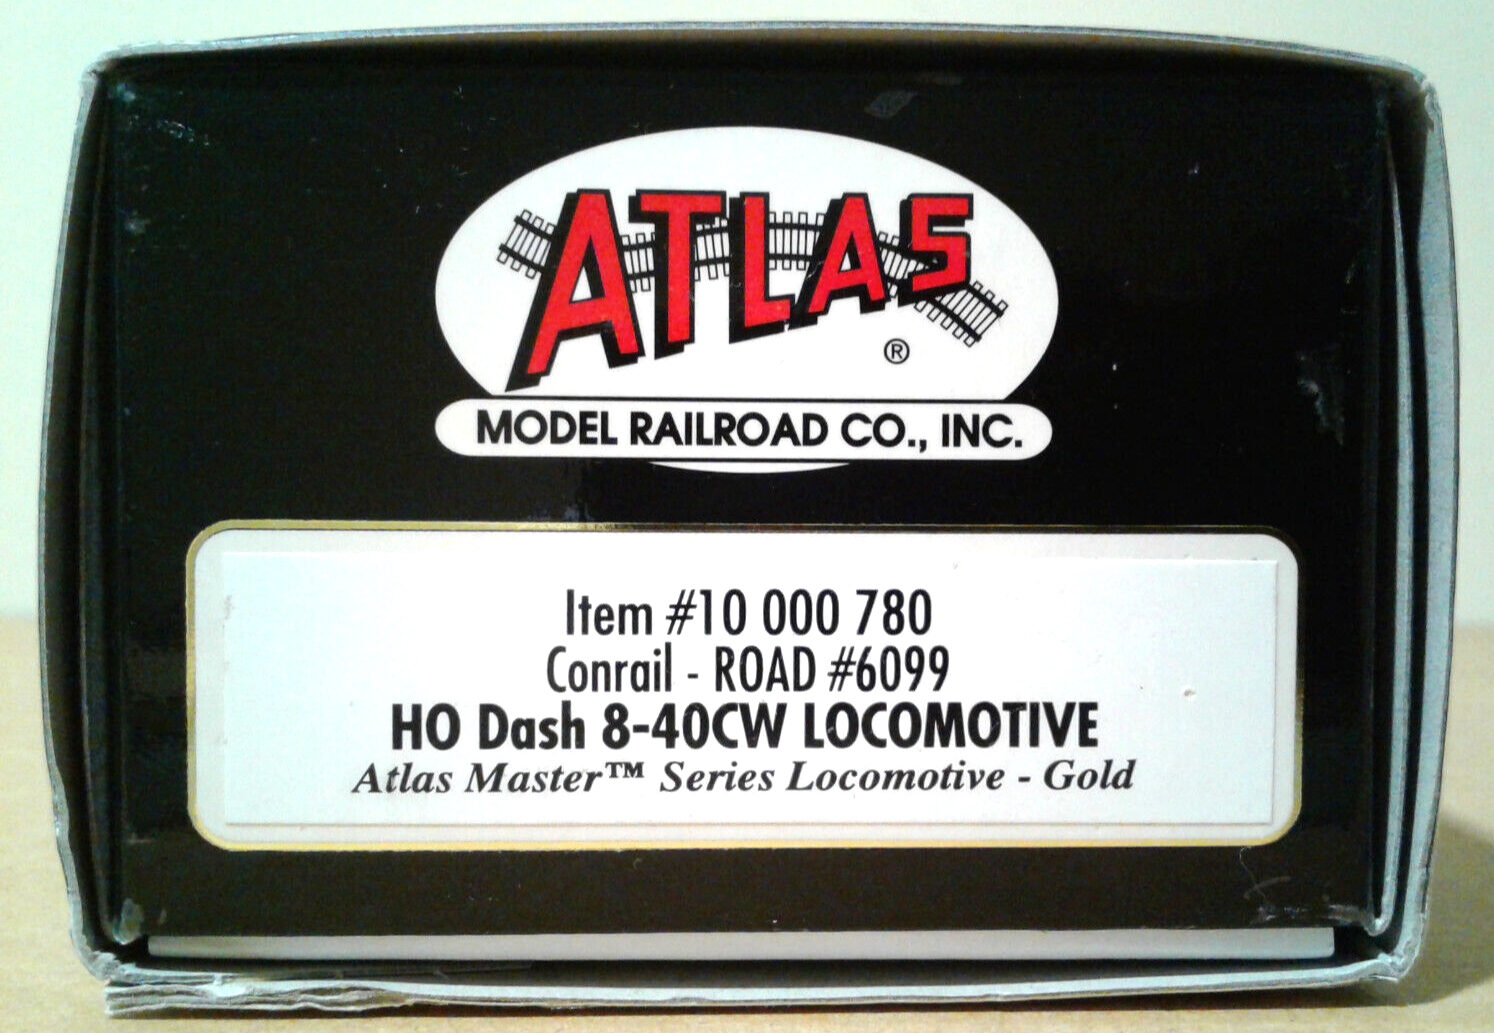 ATLAS
®
MODEL RAILROAD CO., INC.
Item #10 000 780
Conrail - ROAD #6099
HO Dash 8-40CW LOCOMOTIVE
Atlas Master™ Series Locomotive - Gold